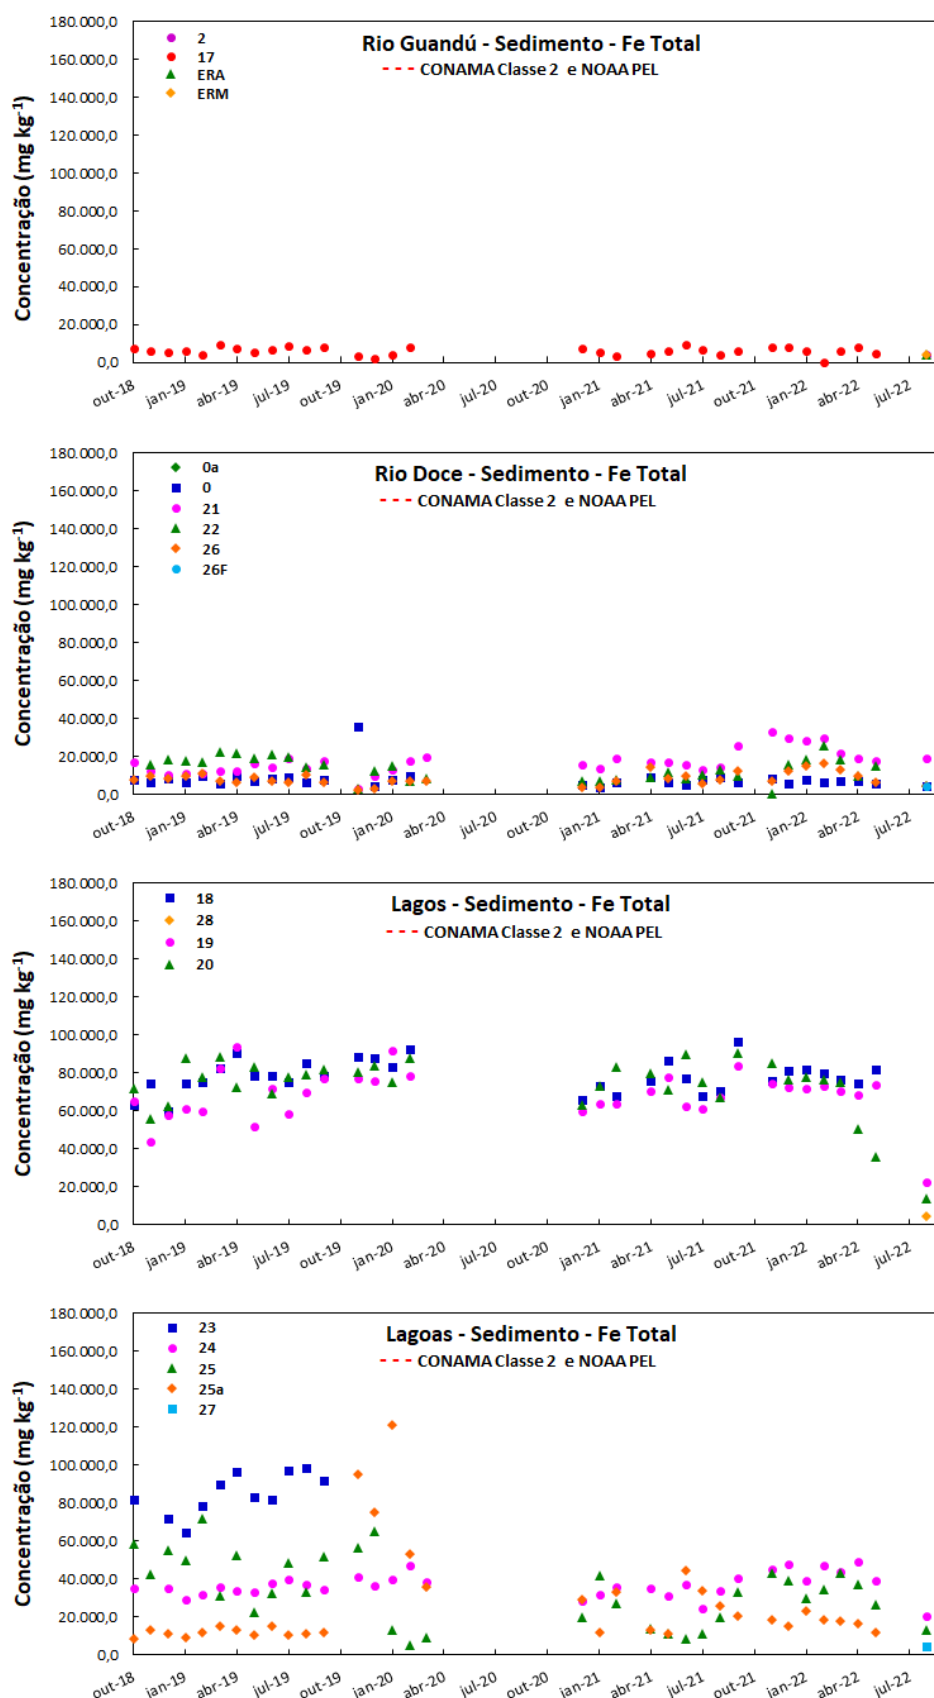 Rio Guandú - Sedimento - Fe Total
CONAMA Classe 2 e NOAA PEL
2
17
ERA
ERM
Concentração (mg kg-1)
180.000,0
160.000,0
140.000,0
120.000,0
100.000,0
80.000,0
60.000,0
40.000,0
20.000,0
0,0
out-18 jan-19 abr-19 jul-19 out-19 jan-20 abr-20 jul-20 out-20 jan-21 abr-21 jul-21 out-21 jan-22 abr-22 jul-22
Rio Doce - Sedimento - Fe Total
CONAMA Classe 2 e NOAA PEL
0a
0
21
22
26
26F
Concentração (mg kg-1)
180.000,0
160.000,0
140.000,0
120.000,0
100.000,0
80.000,0
60.000,0
40.000,0
20.000,0
0,0
out-18 jan-19 abr-19 jul-19 out-19 jan-20 abr-20 jul-20 out-20 jan-21 abr-21 jul-21 out-21 jan-22 abr-22 jul-22
Lagos - Sedimento - Fe Total
CONAMA Classe 2 e NOAA PEL
18
28
19
20
Concentração (mg kg-1)
180.000,0
160.000,0
140.000,0
120.000,0
100.000,0
80.000,0
60.000,0
40.000,0
20.000,0
0,0
out-18 jan-19 abr-19 jul-19 out-19 jan-20 abr-20 jul-20 out-20 jan-21 abr-21 jul-21 out-21 jan-22 abr-22 jul-22
Lagoas - Sedimento - Fe Total
CONAMA Classe 2 e NOAA PEL
23
24
25
25a
27
Concentração (mg kg-1)
180.000,0
160.000,0
140.000,0
120.000,0
100.000,0
80.000,0
60.000,0
40.000,0
20.000,0
0,0
out-18 jan-19 abr-19 jul-19 out-19 jan-20 abr-20 jul-20 out-20 jan-21 abr-21 jul-21 out-21 jan-22 abr-22 jul-22